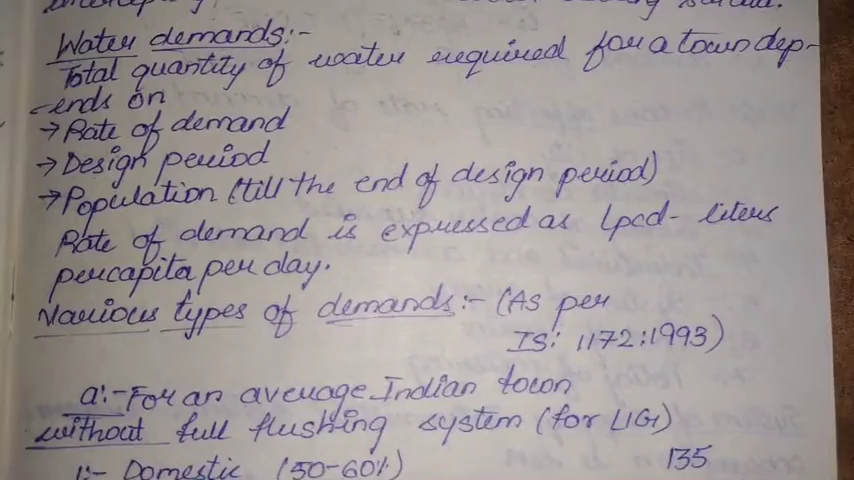 Water demands:-
Total quantity of water required for a town dep-
-ends on
→ Rate of demand
→ Design period
→ Population (till the end of design period)
Rate of demand is expressed as lpcd- liters
percapita per day.
Various types of demands:- (As per
IS: 1172:1993)
a:- For an average Indian town
without full flushing system (for LIG)
1:- Domestic (50-60%) 135